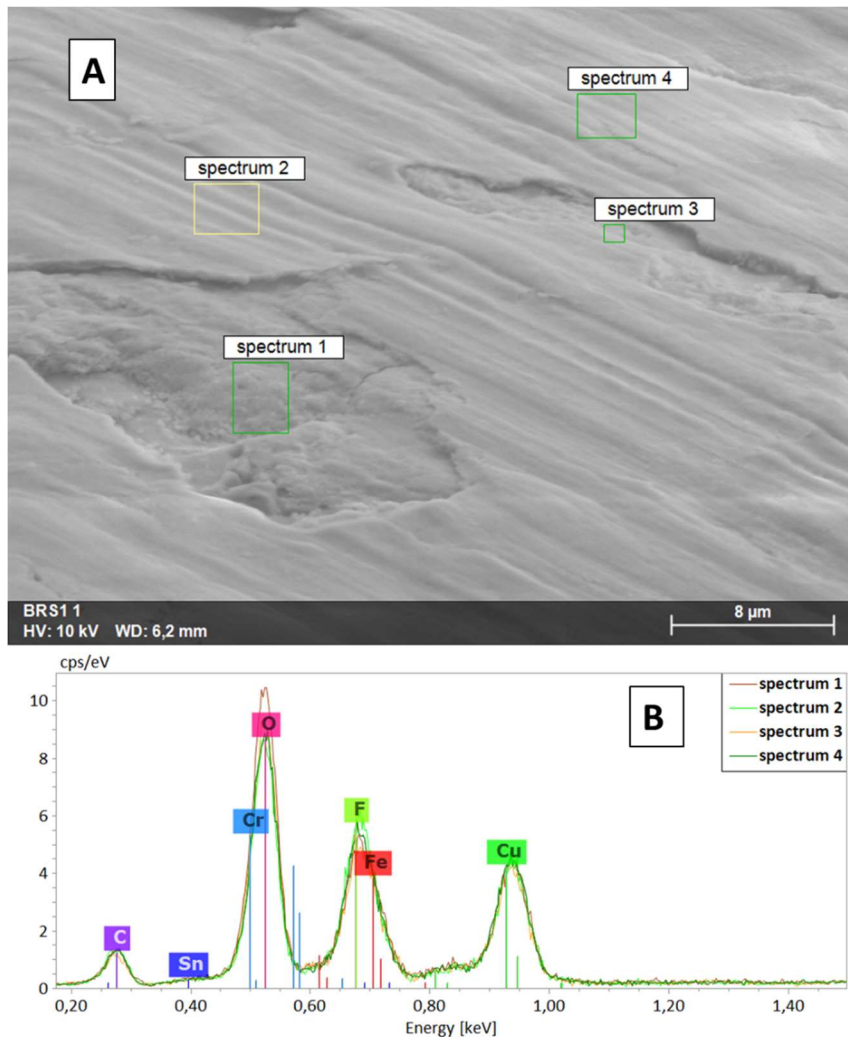 A
spectrum 4
spectrum 2
spectrum 3
spectrum 1
BRS1 1
HV: 10 kV WD: 6,2 mm
8 µm
cps/eV
B
spectrum 1
spectrum 2
spectrum 3
spectrum 4
10
8
6
4
2
0
C
Sn
Cr
O
F
Fe
Cu
0,20 0,40 0,60 0,80 1,00 1,20 1,40
Energy [keV]